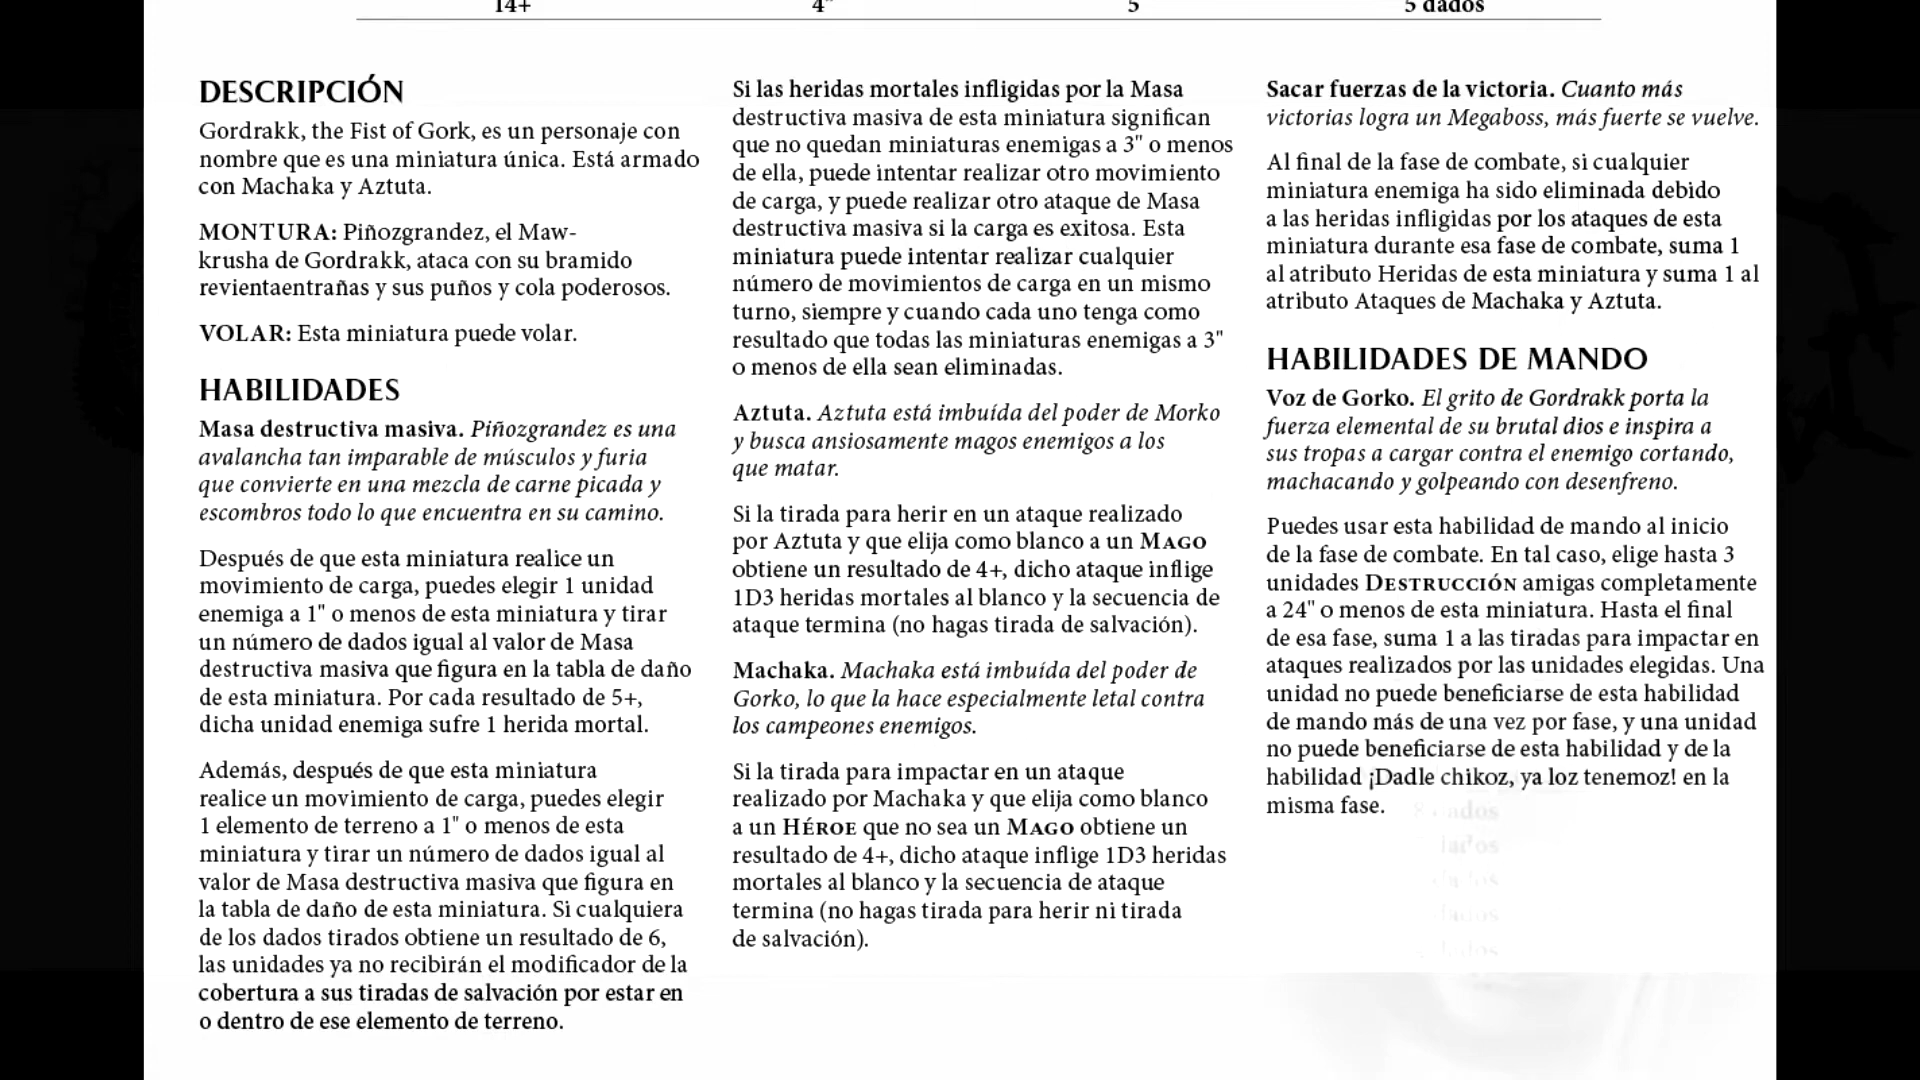 14+ 4" 5 5 dados
DESCRIPCIÓN
Gordrakk, the Fist of Gork, es un personaje con
nombre que es una miniatura única. Está armado
con Machaka y Aztuta.
MONTURA: Piñozgrandez, el Maw-
krusha de Gordrakk, ataca con su bramido
revientaentrañas y sus puños y cola poderosos.
VOLAR: Esta miniatura puede volar.
HABILIDADES
Masa destructiva masiva. Piñozgrandez es una
avalancha tan imparable de músculos y furia
que convierte en una mezcla de carne picada y
escombros todo lo que encuentra en su camino.
Después de que esta miniatura realice un
movimiento de carga, puedes elegir 1 unidad
enemiga a 1" o menos de esta miniatura y tirar
un número de dados igual al valor de Masa
destructiva masiva que figura en la tabla de daño
de esta miniatura. Por cada resultado de 5+,
dicha unidad enemiga sufre 1 herida mortal.
Además, después de que esta miniatura
realice un movimiento de carga, puedes elegir
1 elemento de terreno a 1" o menos de esta
miniatura y tirar un número de dados igual al
valor de Masa destructiva masiva que figura en
la tabla de daño de esta miniatura. Si cualquiera
de los dados tirados obtiene un resultado de 6,
las unidades ya no recibirán el modificador de la
cobertura a sus tiradas de salvación por estar en
o dentro de ese elemento de terreno.
Si las heridas mortales infligidas por la Masa
destructiva masiva de esta miniatura significan
que no quedan miniaturas enemigas a 3" o menos
de ella, puede intentar realizar otro movimiento
de carga, y puede realizar otro ataque de Masa
destructiva masiva si la carga es exitosa. Esta
miniatura puede intentar realizar cualquier
número de movimientos de carga en un mismo
turno, siempre y cuando cada uno tenga como
resultado que todas las miniaturas enemigas a 3"
o menos de ella sean eliminadas.
Aztuta. Aztuta está imbuída del poder de Morko
y busca ansiosamente magos enemigos a los
que matar.
Si la tirada para herir en un ataque realizado
por Aztuta y que elija como blanco a un MAGO
obtiene un resultado de 4+, dicho ataque inflige
1D3 heridas mortales al blanco y la secuencia de
ataque termina (no hagas tirada de salvación).
Machaka. Machaka está imbuída del poder de
Gorko, lo que la hace especialmente letal contra
los campeones enemigos.
Si la tirada para impactar en un ataque
realizado por Machaka y que elija como blanco
a un HÉROE que no sea un MAGO obtiene un
resultado de 4+, dicho ataque inflige 1D3 heridas
mortales al blanco y la secuencia de ataque
termina (no hagas tirada para herir ni tirada
de salvación).
Sacar fuerzas de la victoria. Cuanto más
victorias logra un Megaboss, más fuerte se vuelve.
Al final de la fase de combate, si cualquier
miniatura enemiga ha sido eliminada debido
a las heridas infligidas por los ataques de esta
miniatura durante esa fase de combate, suma 1
al atributo Heridas de esta miniatura y suma 1 al
atributo Ataques de Machaka y Aztuta.
HABILIDADES DE MANDO
Voz de Gorko. El grito de Gordrakk porta la
fuerza elemental de su brutal dios e inspira a
sus tropas a cargar contra el enemigo cortando,
machacando y golpeando con desenfreno.
Puedes usar esta habilidad de mando al inicio
de la fase de combate. En tal caso, elige hasta 3
unidades DESTRUCCIÓN amigas completamente
a 24" o menos de esta miniatura. Hasta el final
de esa fase, suma 1 a las tiradas para impactar en
ataques realizados por las unidades elegidas. Una
unidad no puede beneficiarse de esta habilidad
de mando más de una vez por fase, y una unidad
no puede beneficiarse de esta habilidad y de la
habilidad ¡Dadle chikoz, ya loz tenemoz! en la
misma fase.